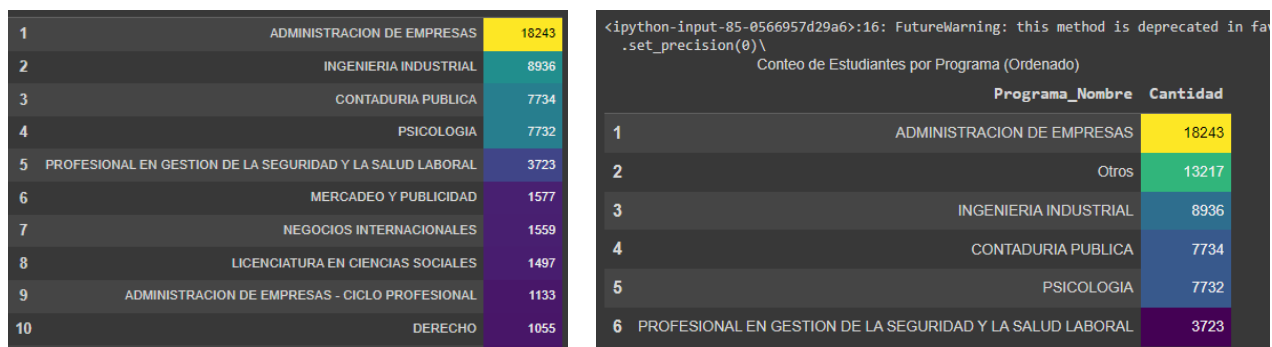 1 ADMINISTRACION DE EMPRESAS 18243
2 INGENIERIA INDUSTRIAL 8936
3 CONTADURIA PUBLICA 7734
4 PSICOLOGIA 7732
5 PROFESIONAL EN GESTION DE LA SEGURIDAD Y LA SALUD LABORAL 3723
6 MERCADEO Y PUBLICIDAD 1577
7 NEGOCIOS INTERNACIONALES 1559
8 LICENCIATURA EN CIENCIAS SOCIALES 1497
9 ADMINISTRACION DE EMPRESAS - CICLO PROFESIONAL 1133
10 DERECHO 1055
<ipython-input-85-0566957d29a6>:16: FutureWarning: this method is deprecated in fav
.set_precision(0)\
Conteo de Estudiantes por Programa (Ordenado)
Programa_Nombre Cantidad
1 ADMINISTRACION DE EMPRESAS 18243
2 Otros 13217
3 INGENIERIA INDUSTRIAL 8936
4 CONTADURIA PUBLICA 7734
5 PSICOLOGIA 7732
6 PROFESIONAL EN GESTION DE LA SEGURIDAD Y LA SALUD LABORAL 3723